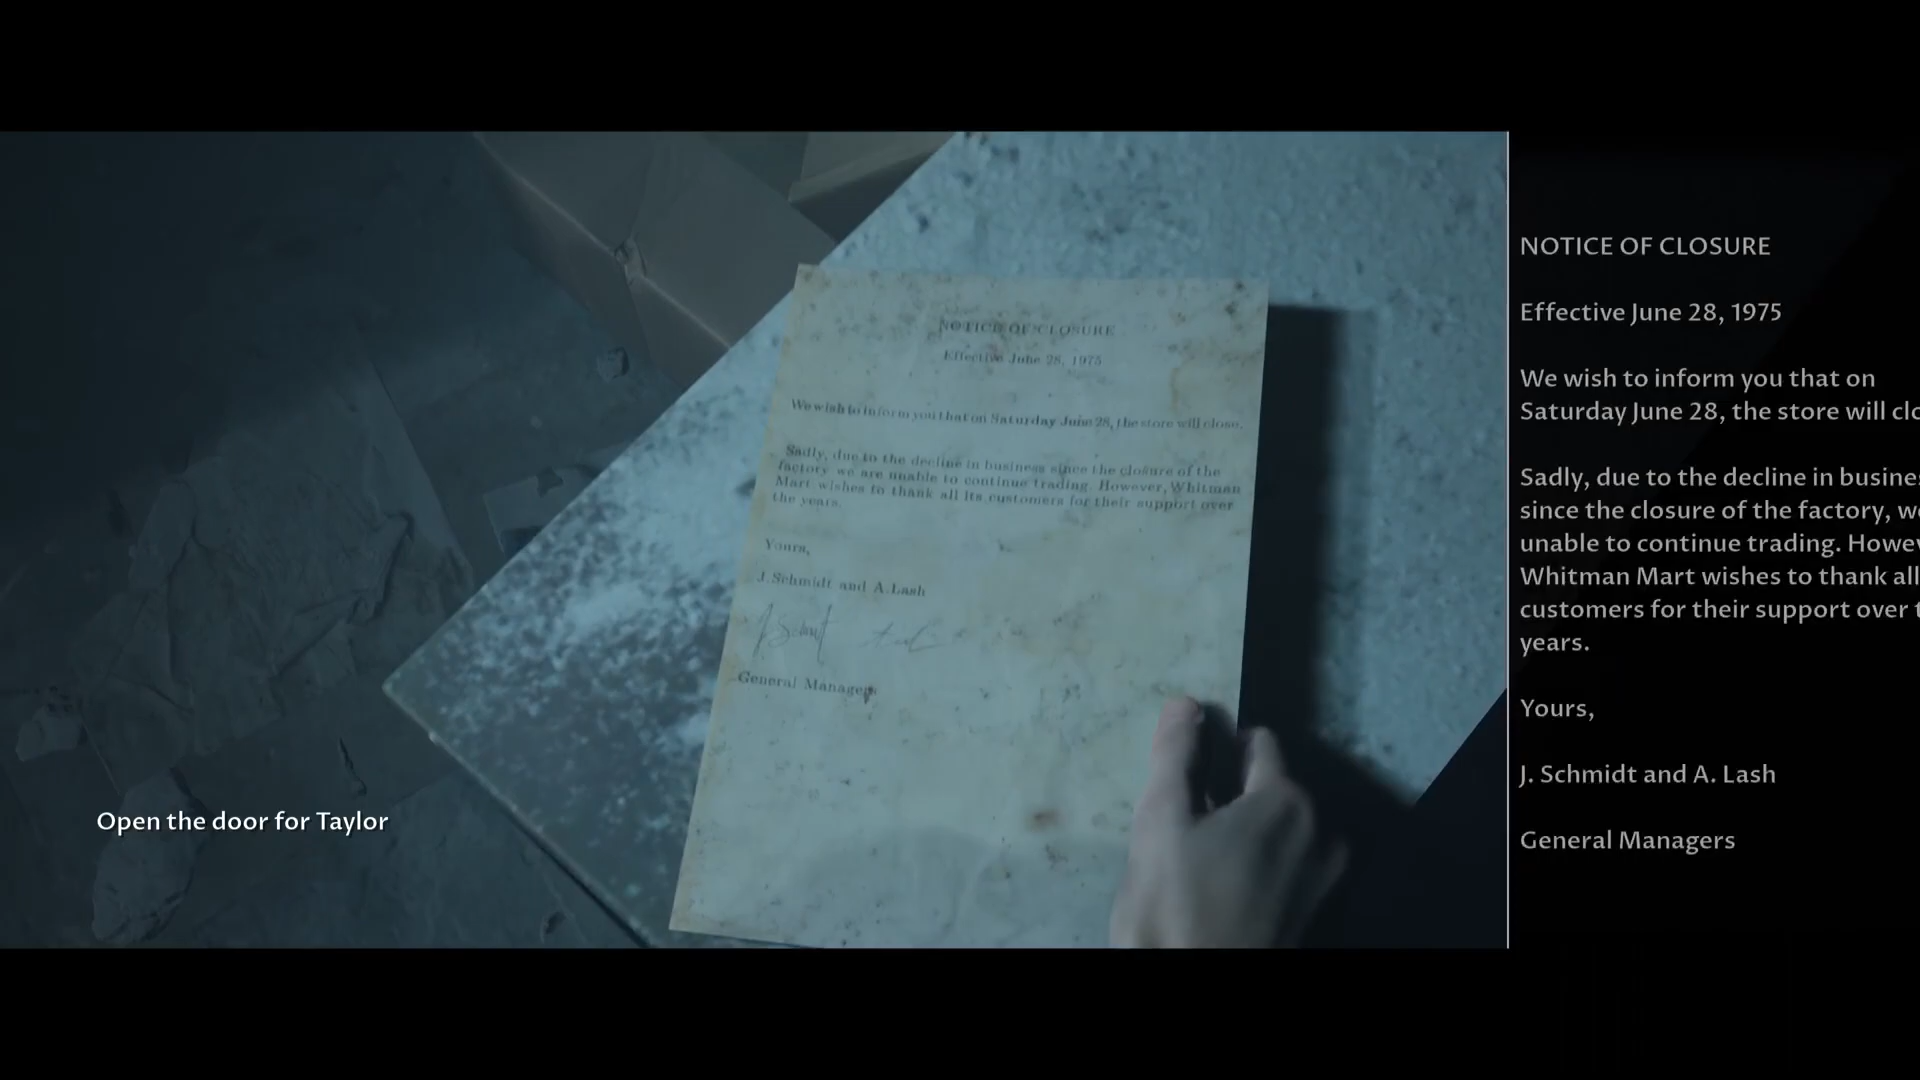 NOTICE OF CLOSURE
Effective June 28, 1975
We wish to inform you that on Saturday June 28, the store will close.
Sadly, due to the decline in business since the closure of the
factory we are unable to continue trading. However, Whitman
Mart wishes to thank all its customers for their support over
the years.
Yours,
J. Schmidt and A. Lash
General Managers
Open the door for Taylor
NOTICE OF CLOSURE
Effective June 28, 1975
We wish to inform you that on
Saturday June 28, the store will clo
Sadly, due to the decline in busine
since the closure of the factory, w
unable to continue trading. Howev
Whitman Mart wishes to thank all
customers for their support over t
years.
Yours,
J. Schmidt and A. Lash
General Managers